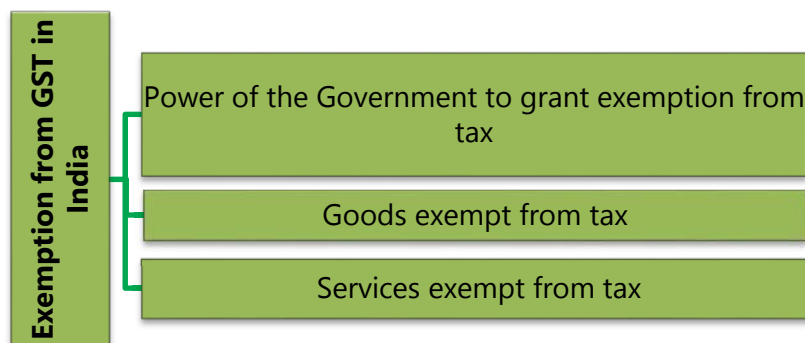 Exemption from GST in
India
Power of the Government to grant exemption from
tax
Goods exempt from tax
Services exempt from tax